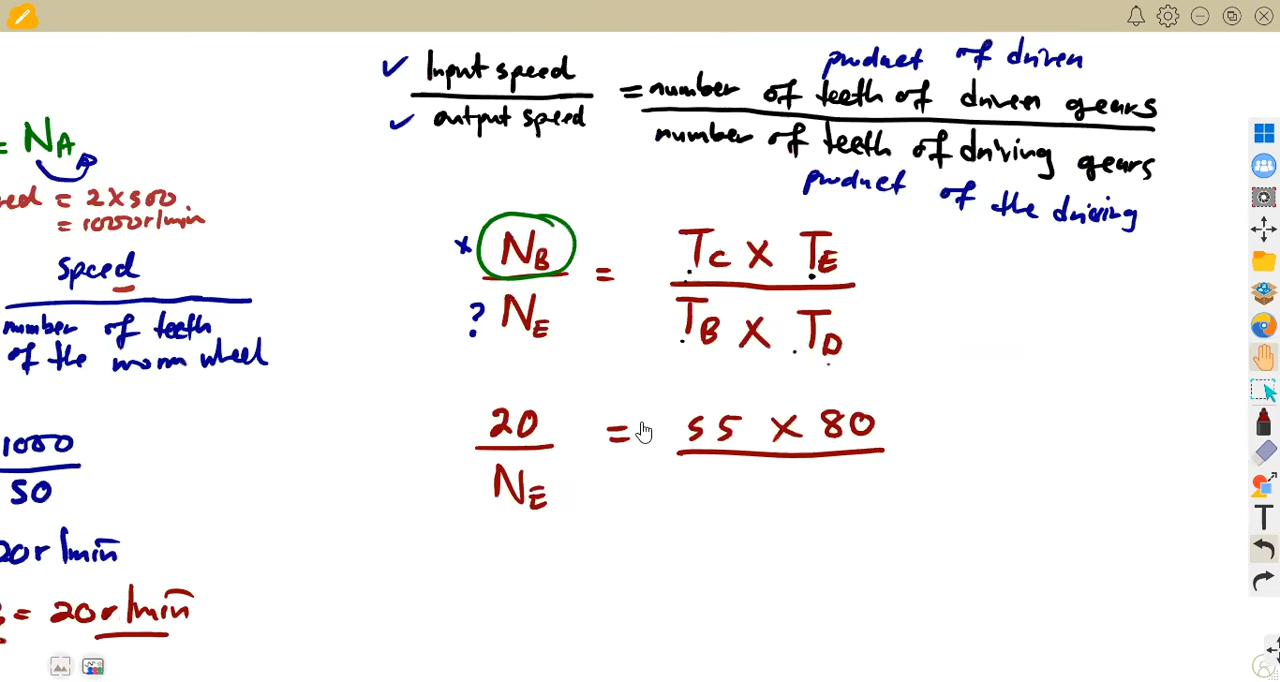 Input speed / output speed = number of teeth of driven gears / number of teeth of driving gears
product of driven
product of the driving
= NA
= 2 x 500
= 1000 r/min
speed
number of teeth
of the worm wheel
1000 / 50
20 r/min
= 20 r/min
x NB / ? NE = TC x TE / TB x TD
20 / NE = 55 x 80
T